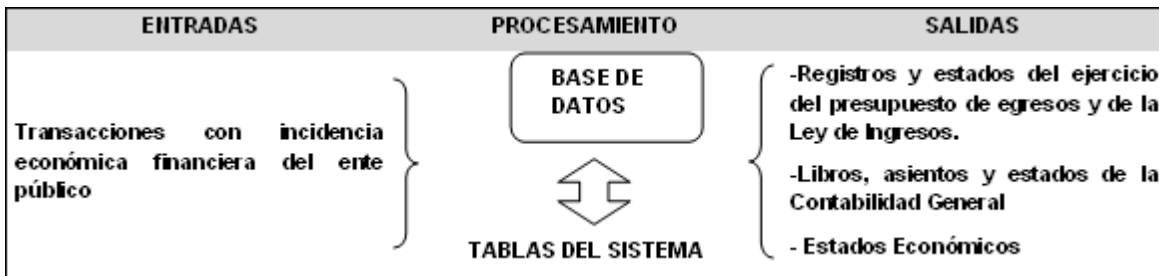 ENTRADAS PROCESAMIENTO SALIDAS
Transacciones con incidencia
económica financiera del ente
público
BASE DE
DATOS
TABLAS DEL SISTEMA
-Registros y estados del ejercicio
del presupuesto de egresos y de la
Ley de Ingresos.
-Libros, asientos y estados de la
Contabilidad General
- Estados Económicos